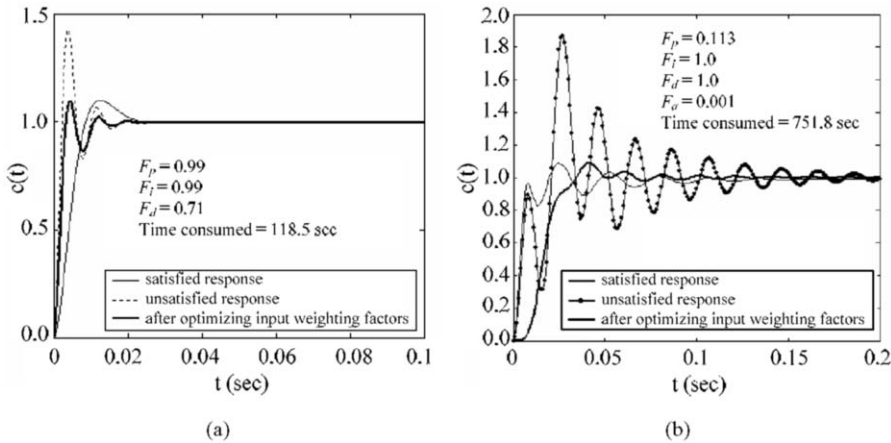 1.5
1.0
0.5
0.0
c(t)
F_p = 0.99
F_I = 0.99
F_d = 0.71
Time consumed = 118.5 sec
satisfied response
unsatisfied response
after optimizing input weighting factors
0 0.02 0.04 0.06 0.08 0.1
t (sec)
(a)
2.0
1.8
1.6
1.4
1.2
1.0
0.8
0.6
0.4
0.2
0.0
c(t)
F_p = 0.113
F_I = 1.0
F_d = 1.0
F_o = 0.001
Time consumed = 751.8 sec
satisfied response
unsatisfied response
after optimizing input weighting factors
0 0.05 0.1 0.15 0.2
t (sec)
(b)